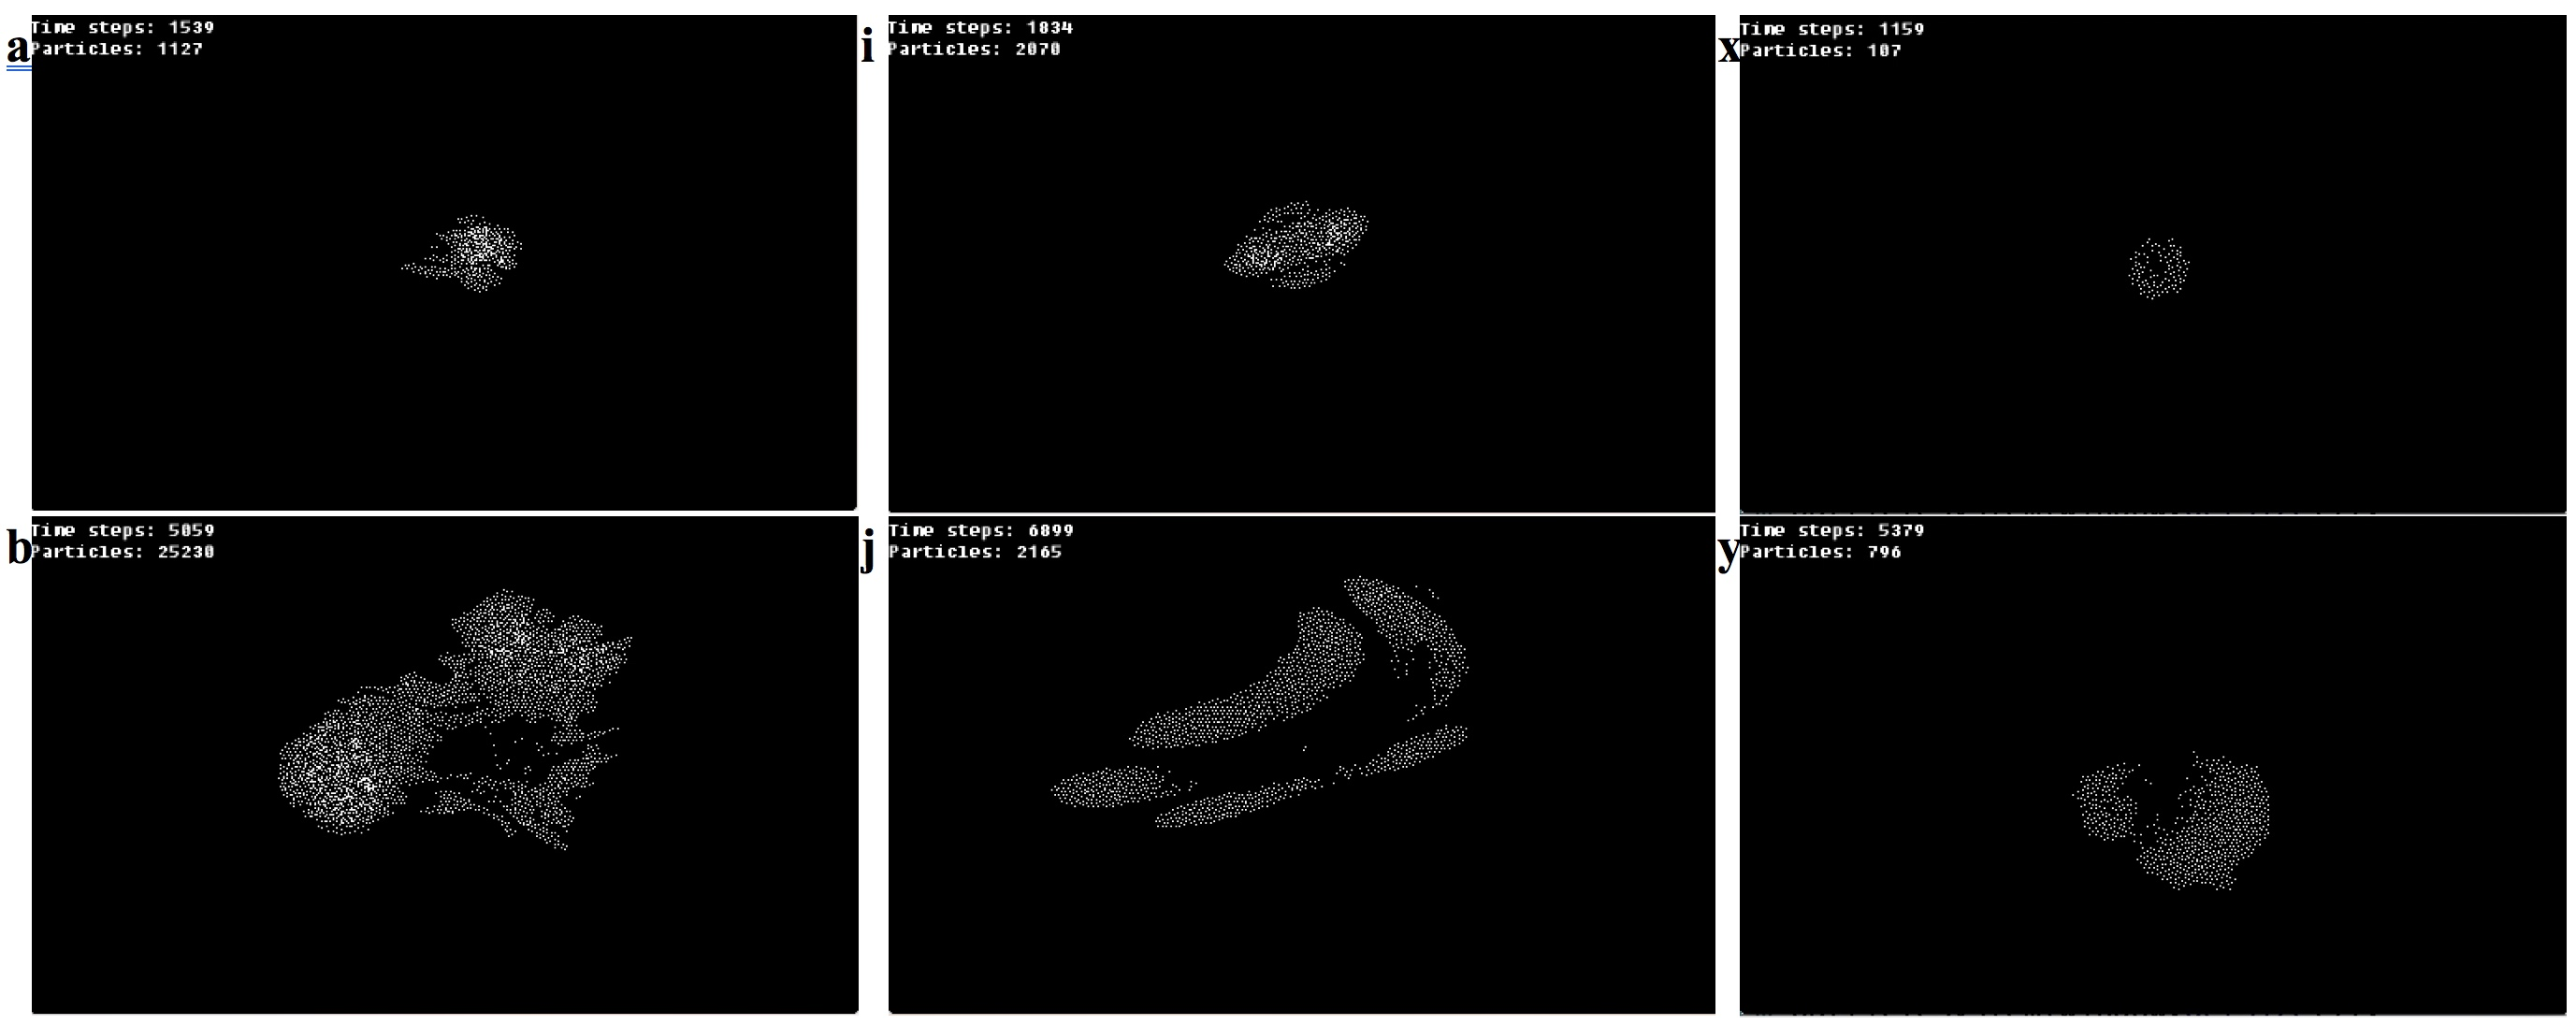 a
Time steps: 1539
Particles: 1127
i
Time steps: 1834
Particles: 2070
x
Time steps: 1159
Particles: 107
b
Time steps: 5059
Particles: 25230
j
Time steps: 6899
Particles: 2165
y
Time steps: 5379
Particles: 796